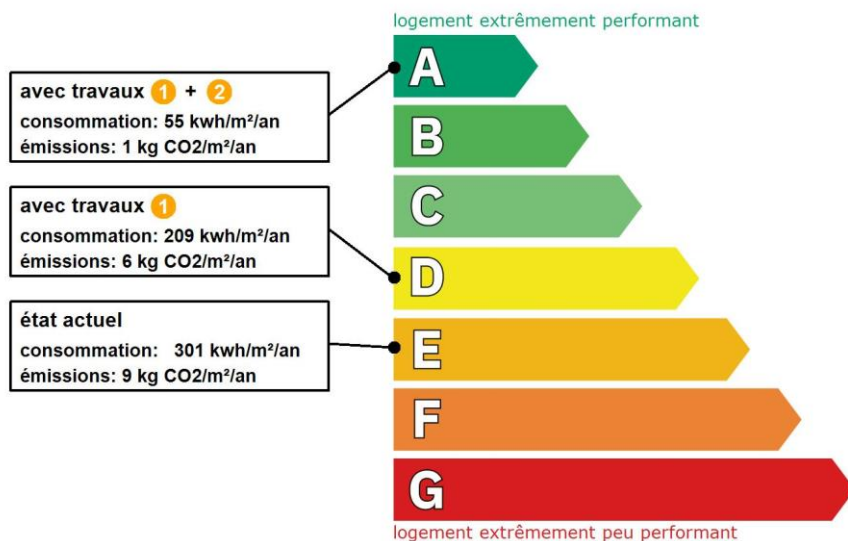 logement extrêmement performant
A
avec travaux 1 + 2
consommation: 55 kwh/m²/an
émissions: 1 kg CO2/m²/an
B
C
avec travaux 1
consommation: 209 kwh/m²/an
émissions: 6 kg CO2/m²/an
D
état actuel
consommation: 301 kwh/m²/an
émissions: 9 kg CO2/m²/an
E
F
G
logement extrêmement peu performant